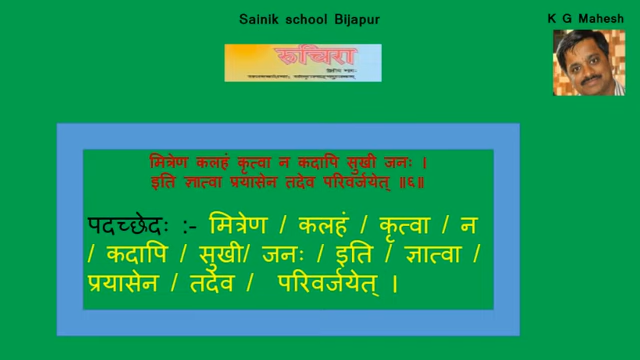 Sainik school Bijapur
K G Mahesh
रुचिरा
मित्रेण कलहं कृत्वा न कदापि सुखी जनः ।
इति ज्ञात्वा प्रयासेन तदेव परिवर्जयेत् ॥६॥
पदच्छेदः :- मित्रेण / कलहं / कृत्वा / न
/ कदापि / सुखी/ जनः / इति / ज्ञात्वा /
प्रयासेन / तदेव / परिवर्जयेत् ।